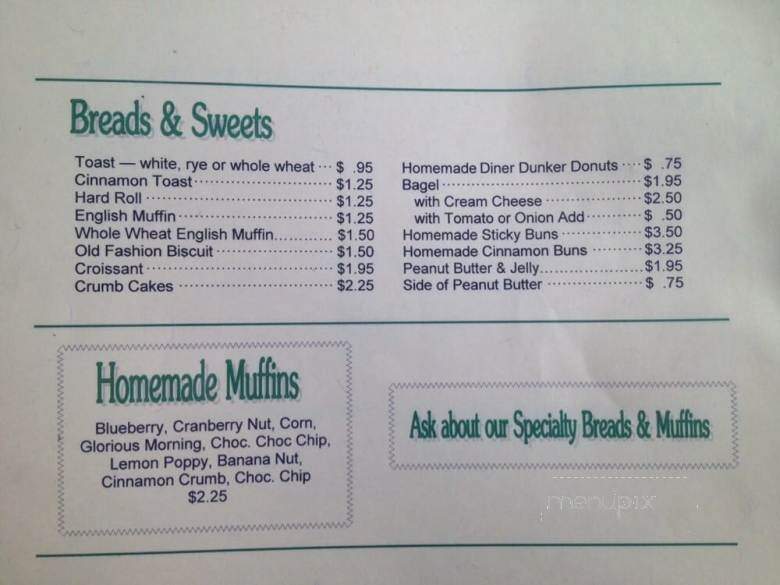 Breads & Sweets
Toast — white, rye or whole wheat ··· $ .95
Cinnamon Toast ······················· $1.25
Hard Roll ······························· $1.25
English Muffin ························· $1.25
Whole Wheat English Muffin............ $1.50
Old Fashion Biscuit ··················· $1.50
Croissant ······························ $1.95
Crumb Cakes ·························· $2.25
Homemade Diner Dunker Donuts ···· $ .75
Bagel ································· $1.95
with Cream Cheese ················ $2.50
with Tomato or Onion Add ·········· $ .50
Homemade Sticky Buns ·············· $3.50
Homemade Cinnamon Buns ········· $3.25
Peanut Butter & Jelly..................... $1.95
Side of Peanut Butter ················ $ .75
Homemade Muffins
Blueberry, Cranberry Nut, Corn,
Glorious Morning, Choc. Choc Chip,
Lemon Poppy, Banana Nut,
Cinnamon Crumb, Choc. Chip
$2.25
Ask about our Specialty Breads & Muffins
menupix